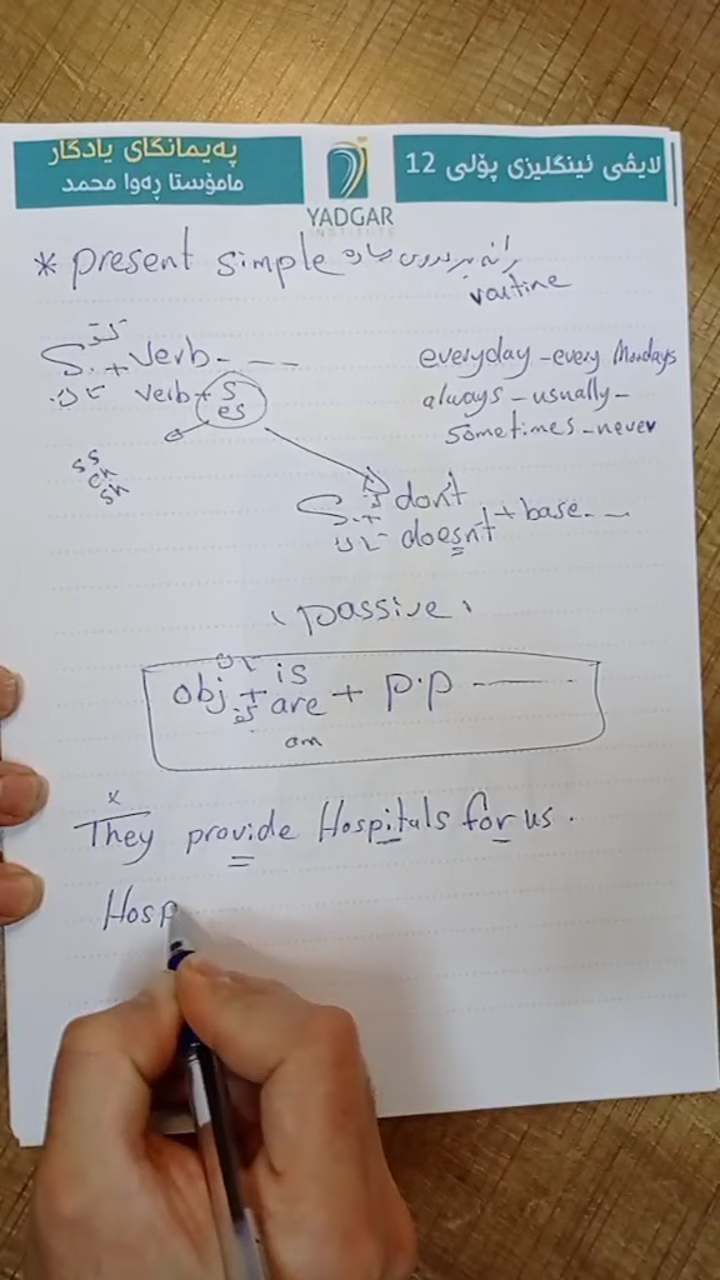 پەیمانگای یادگار
مامۆستا ڕەوا محمد
YADGAR
INSTITUTE
لایڤی ئینگلیزی پۆلی 12
* present simple
routine
S. + verb - — —
verb + s
es
ss
ch
sh
everyday - every Mondays
always - usually -
sometimes - never
S. + don't
doesn't + base. — —
( passive )
obj + is
are + p.p ———
am
x
They provide Hospitals for us .
Hosp